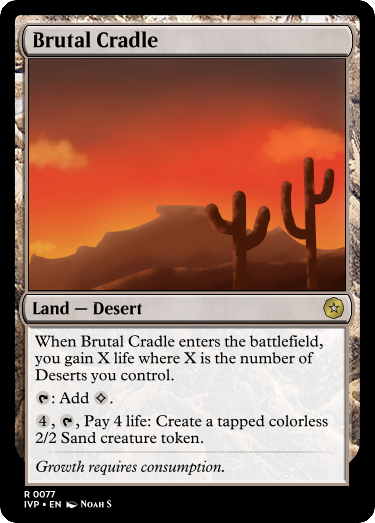 Brutal Cradle
Land — Desert
When Brutal Cradle enters the battlefield,
you gain X life where X is the number of
Deserts you control.
: Add .
4, , Pay 4 life: Create a tapped colorless
2/2 Sand creature token.
Growth requires consumption.
R 0077
IVP • EN Noah S